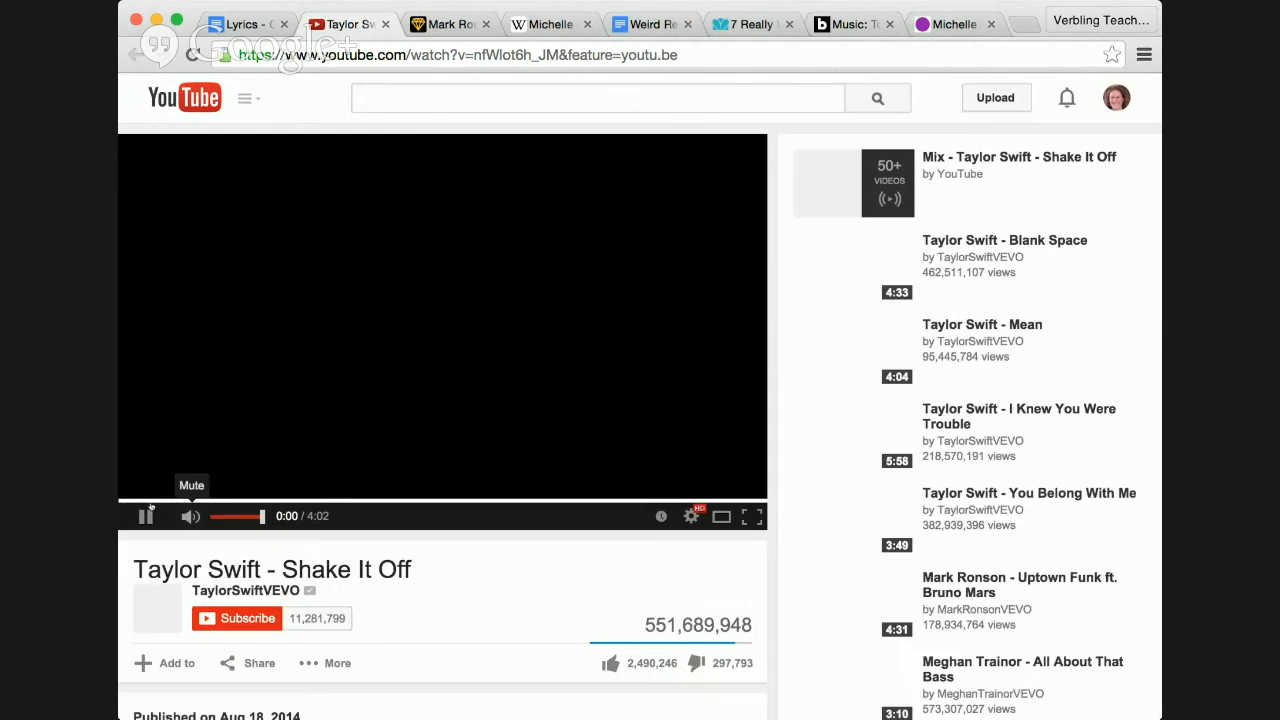 Lyrics - G
Taylor Sw
Mark Ro
Michelle
Weird Re
7 Really
Music: To
Michelle
Verbling Teach...
Google+
https://www.youtube.com/watch?v=nfWlot6h_JM&feature=youtu.be
YouTube
Upload
Mix - Taylor Swift - Shake It Off
by YouTube
50+
VIDEOS
Taylor Swift - Blank Space
by TaylorSwiftVEVO
462,511,107 views
4:33
Taylor Swift - Mean
by TaylorSwiftVEVO
95,445,784 views
4:04
Taylor Swift - I Knew You Were
Trouble
by TaylorSwiftVEVO
218,570,191 views
5:58
Taylor Swift - You Belong With Me
by TaylorSwiftVEVO
382,939,396 views
3:49
Mark Ronson - Uptown Funk ft.
Bruno Mars
by MarkRonsonVEVO
178,934,764 views
4:31
Meghan Trainor - All About That
Bass
by MeghanTrainorVEVO
573,307,027 views
3:10
Mute
0:00 / 4:02
HD
Taylor Swift - Shake It Off
TaylorSwiftVEVO
Subscribe 11,281,799
551,689,948
Add to Share More 2,490,246 297,793
Published on Aug 18, 2014